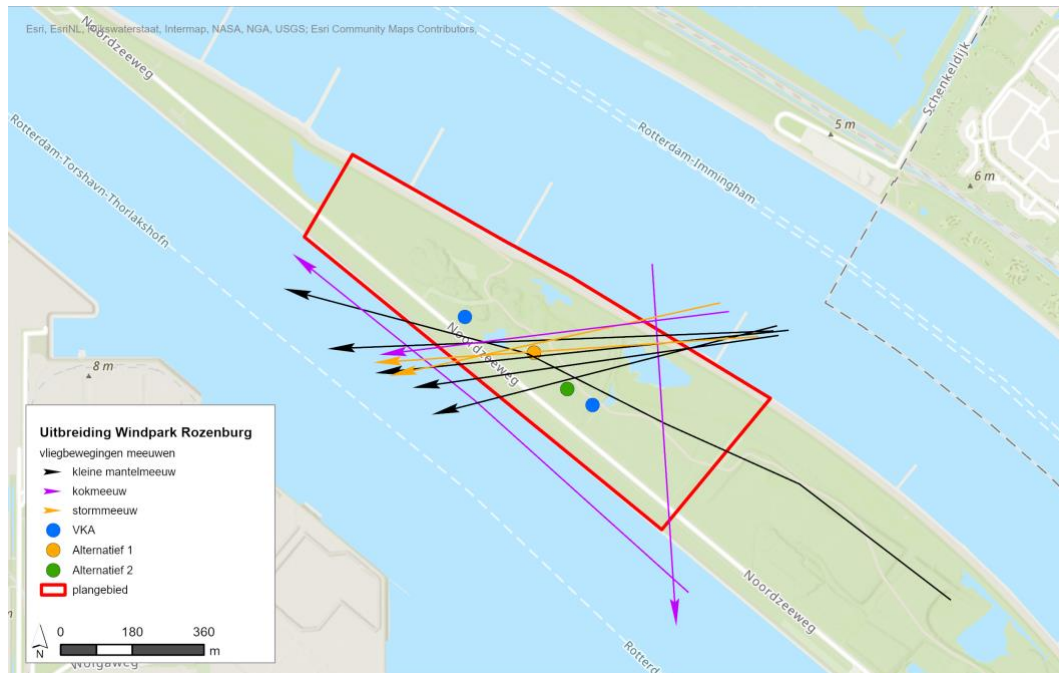 Esri, EsriNL, Rijkswaterstaat, Intermap, NASA, NGA, USGS; Esri Community Maps Contributors,
Noordzeeweg
Schenkeldijk
5 m
6 m
Rotterdam-Immingham
Rotterdam-Torshavn-Thorlakshofn
Noordzeeweg
8 m
Uitbreiding Windpark Rozenburg
vliegbewegingen meeuwen
kleine mantelmeeuw
kokmeeuw
stormmeeuw
VKA
Alternatief 1
Alternatief 2
plangebied
0 180 360
m
N
Noordzeeweg
Rotterd